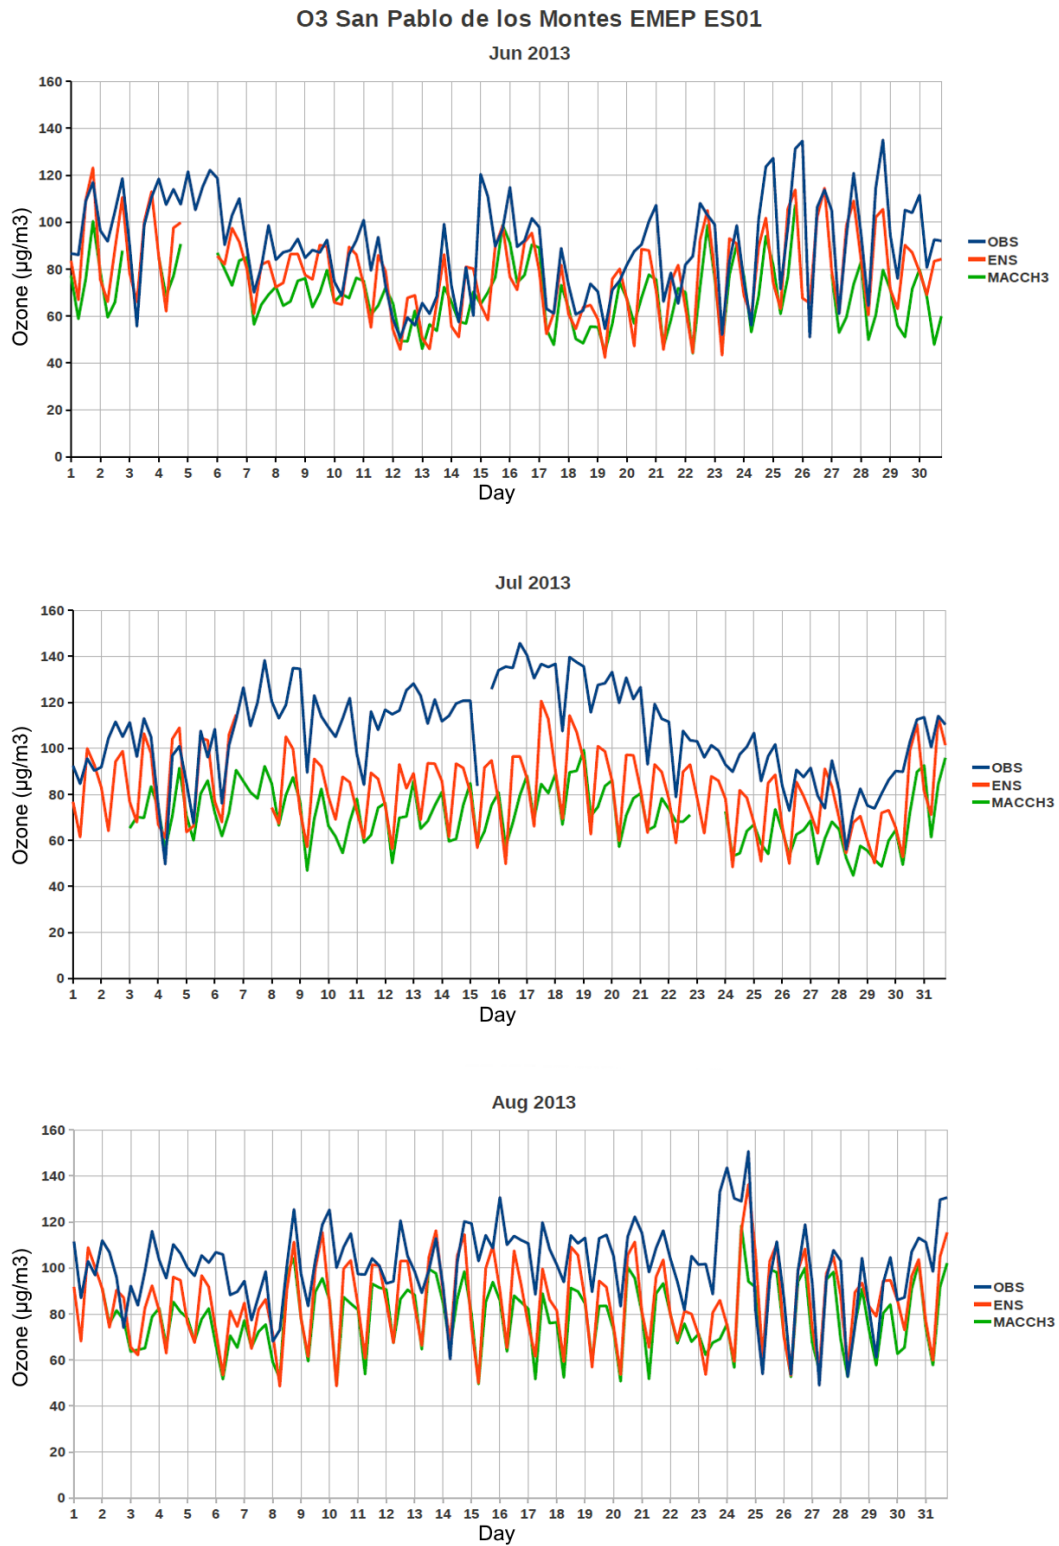 O3 San Pablo de los Montes EMEP ES01
Jun 2013
160
140
120
100
80
60
40
20
0
Ozone (µg/m3)
1 2 3 4 5 6 7 8 9 10 11 12 13 14 15 16 17 18 19 20 21 22 23 24 25 26 27 28 29 30
Day
OBS
ENS
MACCH3
Jul 2013
160
140
120
100
80
60
40
20
0
Ozone (µg/m3)
1 2 3 4 5 6 7 8 9 10 11 12 13 14 15 16 17 18 19 20 21 22 23 24 25 26 27 28 29 30 31
Day
OBS
ENS
MACCH3
Aug 2013
160
140
120
100
80
60
40
20
0
Ozone (µg/m3)
1 2 3 4 5 6 7 8 9 10 11 12 13 14 15 16 17 18 19 20 21 22 23 24 25 26 27 28 29 30 31
Day
OBS
ENS
MACCH3